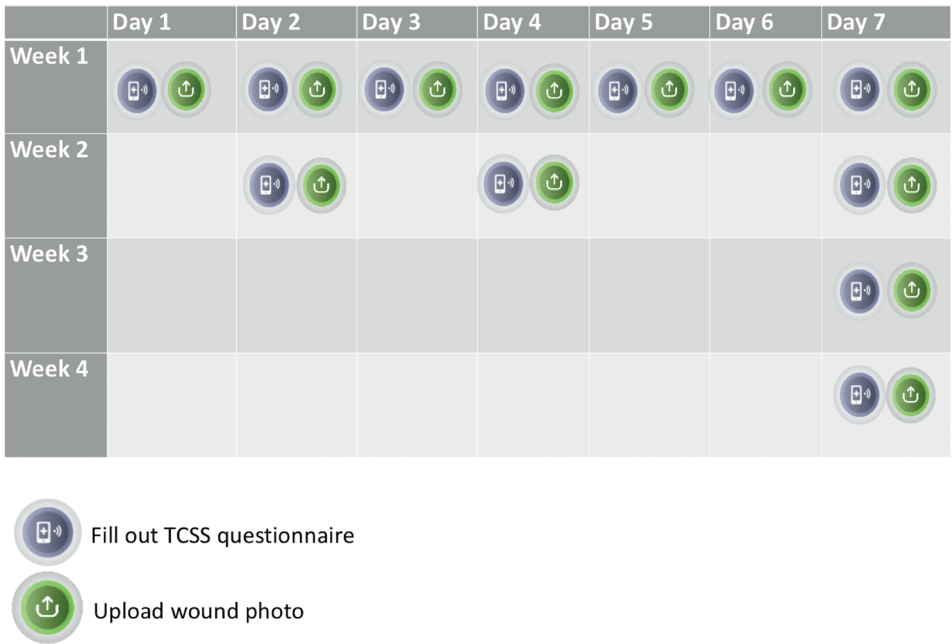 Day 1 Day 2 Day 3 Day 4 Day 5 Day 6 Day 7
Week 1
Week 2
Week 3
Week 4
Fill out TCSS questionnaire
Upload wound photo